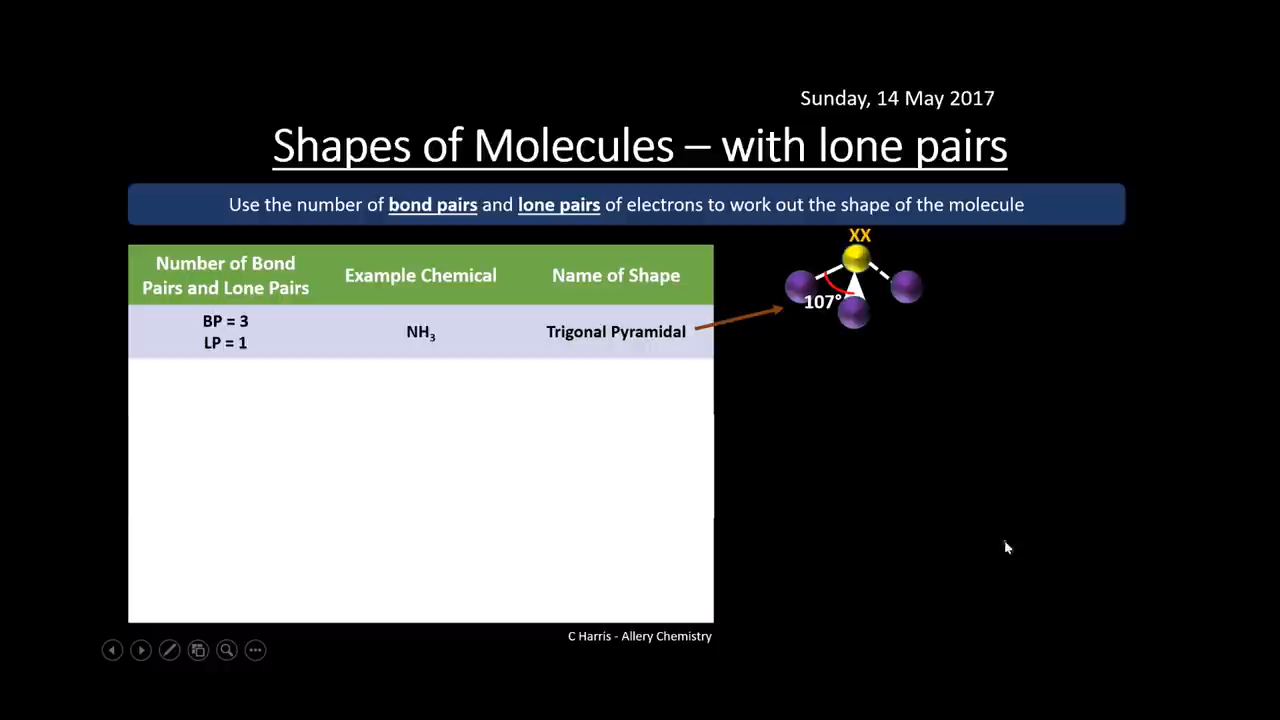 Sunday, 14 May 2017
Shapes of Molecules – with lone pairs
Use the number of bond pairs and lone pairs of electrons to work out the shape of the molecule
XX
Number of Bond
Pairs and Lone Pairs
Example Chemical
Name of Shape
107°
BP = 3
LP = 1
NH₃
Trigonal Pyramidal
C Harris - Allery Chemistry